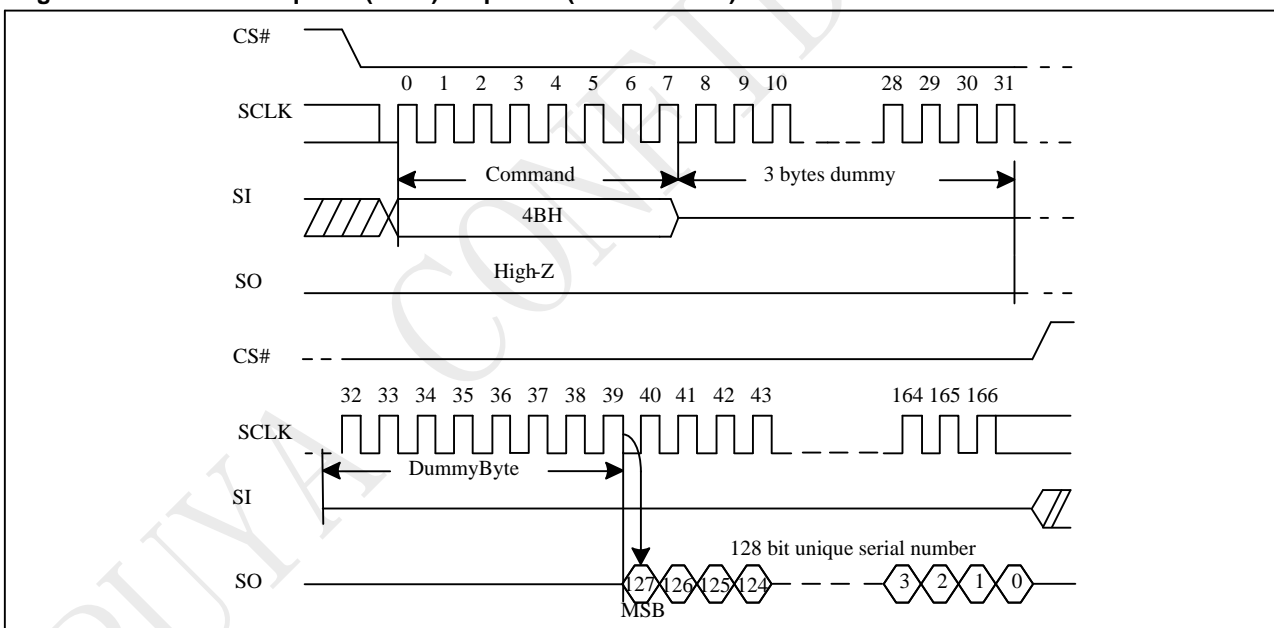 CS#
0 1 2 3 4 5 6 7 8 9 10 28 29 30 31
SCLK
Command 3 bytes dummy
SI
4BH
High-Z
SO
CS#
32 33 34 35 36 37 38 39 40 41 42 43 164 165 166
SCLK
DummyByte
SI
128 bit unique serial number
SO 127 126 125 124 3 2 1 0
MSB
PUYA CONFID